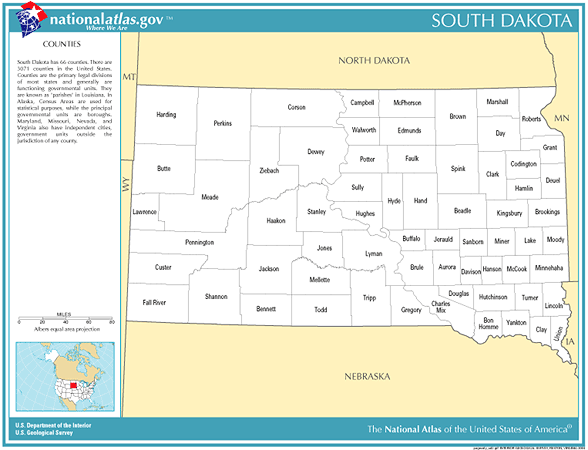 nationalatlas.gov™
Where We Are
SOUTH DAKOTA
COUNTIES
South Dakota has 66 counties. There are
3071 counties in the United States.
Counties are the primary legal divisions
of most states and generally are
functioning governmental units. They
are known as 'parishes' in Louisiana. In
Alaska, Census Areas are used for
statistical purposes, while the principal
governmental units are boroughs.
Maryland, Missouri, Nevada, and
Virginia also have independent cities,
government units outside the
jurisdiction of any county.
MT
NORTH DAKOTA
MN
WY
IA
NEBRASKA
Harding
Perkins
Corson
Campbell
McPherson
Brown
Marshall
Roberts
Walworth
Edmunds
Day
Grant
Dewey
Ziebach
Potter
Faulk
Spink
Clark
Codington
Deuel
Hamlin
Butte
Meade
Sully
Hyde
Hand
Beadle
Kingsbury
Brookings
Lawrence
Haakon
Stanley
Hughes
Pennington
Jones
Lyman
Buffalo
Jerauld
Sanborn
Miner
Lake
Moody
Custer
Jackson
Mellette
Brule
Aurora
Davison
Hanson
McCook
Minnehaha
Fall River
Shannon
Bennett
Todd
Tripp
Gregory
Charles
Mix
Douglas
Hutchinson
Turner
Lincoln
Bon
Homme
Yankton
Clay
Union
MILES
0 20 40 60 80
Albers equal area projection
U.S. Department of the Interior
U.S. Geological Survey
The National Atlas of the United States of America®